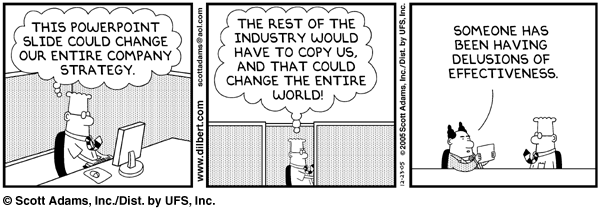 THIS POWERPOINT
SLIDE COULD CHANGE
OUR ENTIRE COMPANY
STRATEGY.
www.dilbert.com
scottadams@aol.com
THE REST OF THE
INDUSTRY WOULD
HAVE TO COPY US,
AND THAT COULD
CHANGE THE ENTIRE
WORLD!
12-23-05
©2005 Scott Adams, Inc./Dist. by UFS, Inc.
SOMEONE HAS
BEEN HAVING
DELUSIONS OF
EFFECTIVENESS.
© Scott Adams, Inc./Dist. by UFS, Inc.